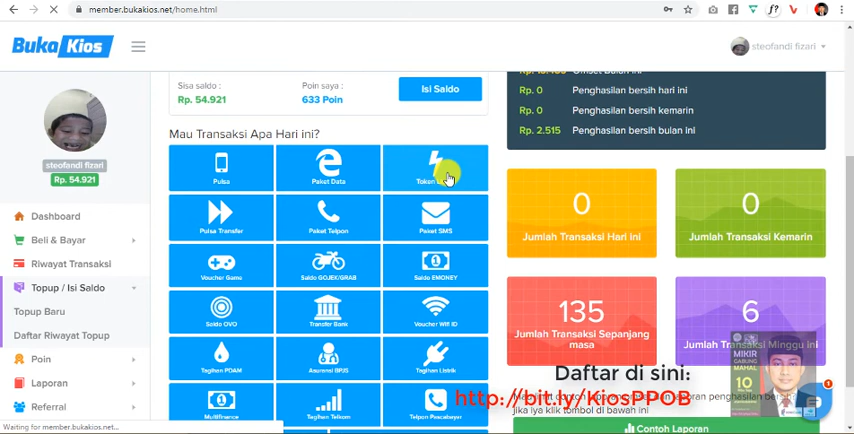 member.bukakios.net/home.html
Buka Kios
steofandi fizari
Sisa saldo :
Rp. 54.921
Poin saya :
633 Poin
Isi Saldo
Mau Transaksi Apa Hari ini?
Pulsa
Paket Data
Token
Pulsa Transfer
Paket Telpon
Paket SMS
Voucher Game
Saldo GOJEK/GRAB
Saldo EMONEY
Saldo OVO
Transfer Bank
Voucher Wifi ID
Tagihan PDAM
Asuransi BPJS
Tagihan Listrik
Multifinance
Tagihan Telkom
Telpon Pascabayar
steofandi fizari
Rp. 54.921
Dashboard
Beli & Bayar
Riwayat Transaksi
Topup / Isi Saldo
Topup Baru
Daftar Riwayat Topup
Poin
Laporan
Referral
Omset bulan ini
Rp. 0 Penghasilan bersih hari ini
Rp. 0 Penghasilan bersih kemarin
Rp. 2.515 Penghasilan bersih bulan ini
0
Jumlah Transaksi Hari ini
0
Jumlah Transaksi Kemarin
135
Jumlah Transaksi Sepanjang
masa
6
Jumlah Transaksi Minggu ini
MIKIR
GABUNG
MAHAL
10
Daftar di sini:
http://bit.ly/KiosPPOB
jika iya klik tombol di bawah ini
Contoh Laporan
1
Waiting for member.bukakios.net...